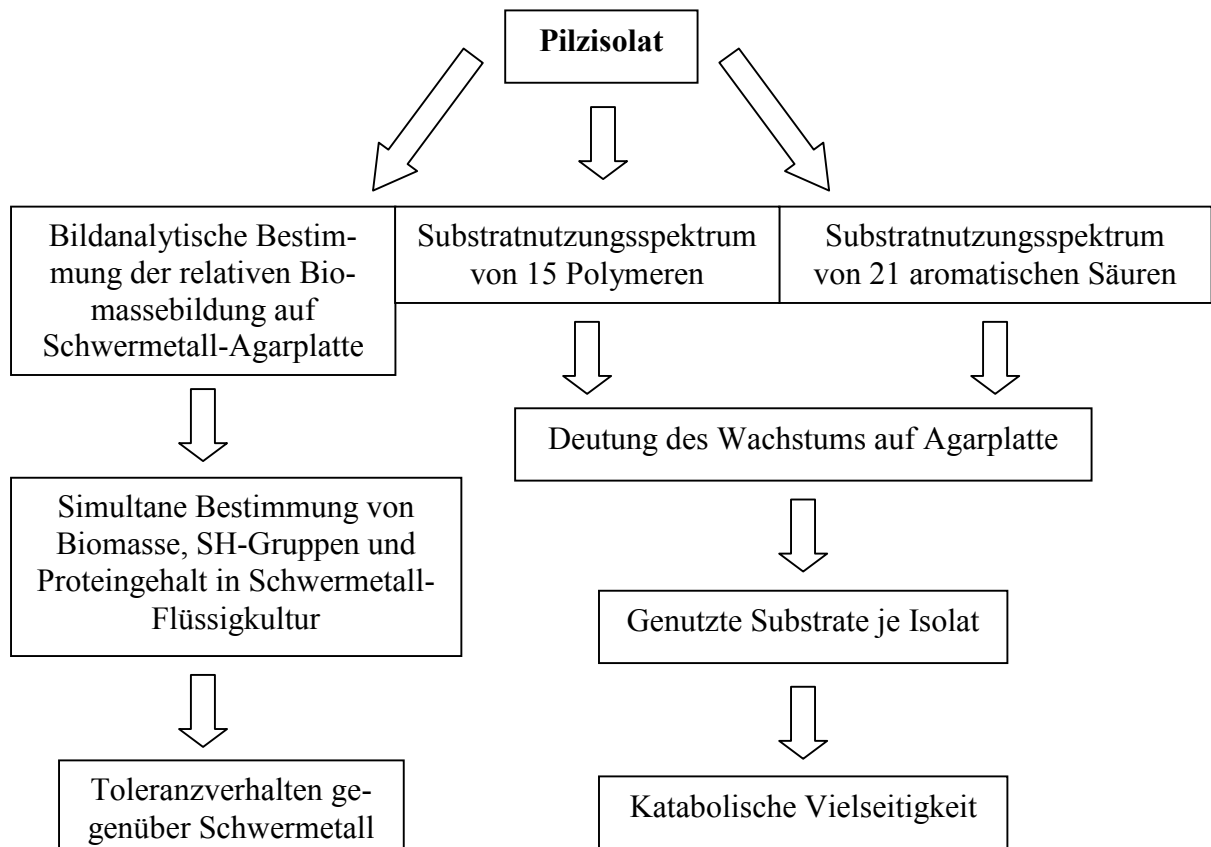 Pilzisolat
Bildanalytische Bestim-
mung der relativen Bio-
massebildung auf
Schwermetall-Agarplatte
Substratnutzungsspektrum
von 15 Polymeren
Substratnutzungsspektrum
von 21 aromatischen Säuren
Deutung des Wachstums auf Agarplatte
Simultane Bestimmung von
Biomasse, SH-Gruppen und
Proteingehalt in Schwermetall-
Flüssigkultur
Genutzte Substrate je Isolat
Toleranzverhalten ge-
genüber Schwermetall
Katabolische Vielseitigkeit